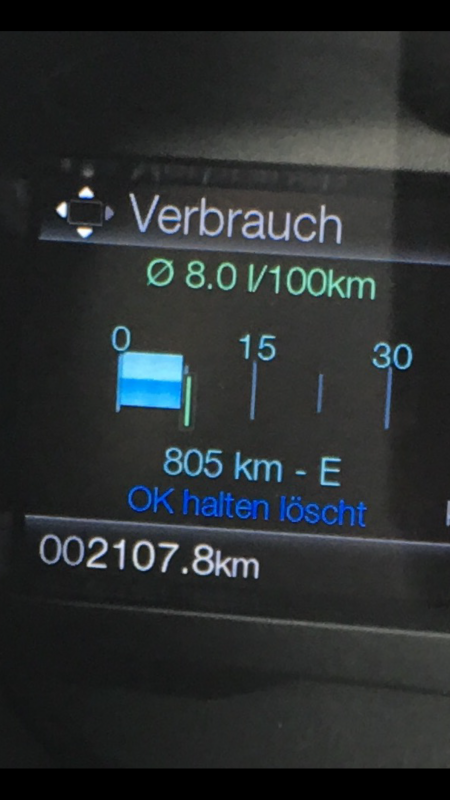 Verbrauch
Ø 8.0 l/100km
0 15 30
805 km - E
OK halten löscht
002107.8km